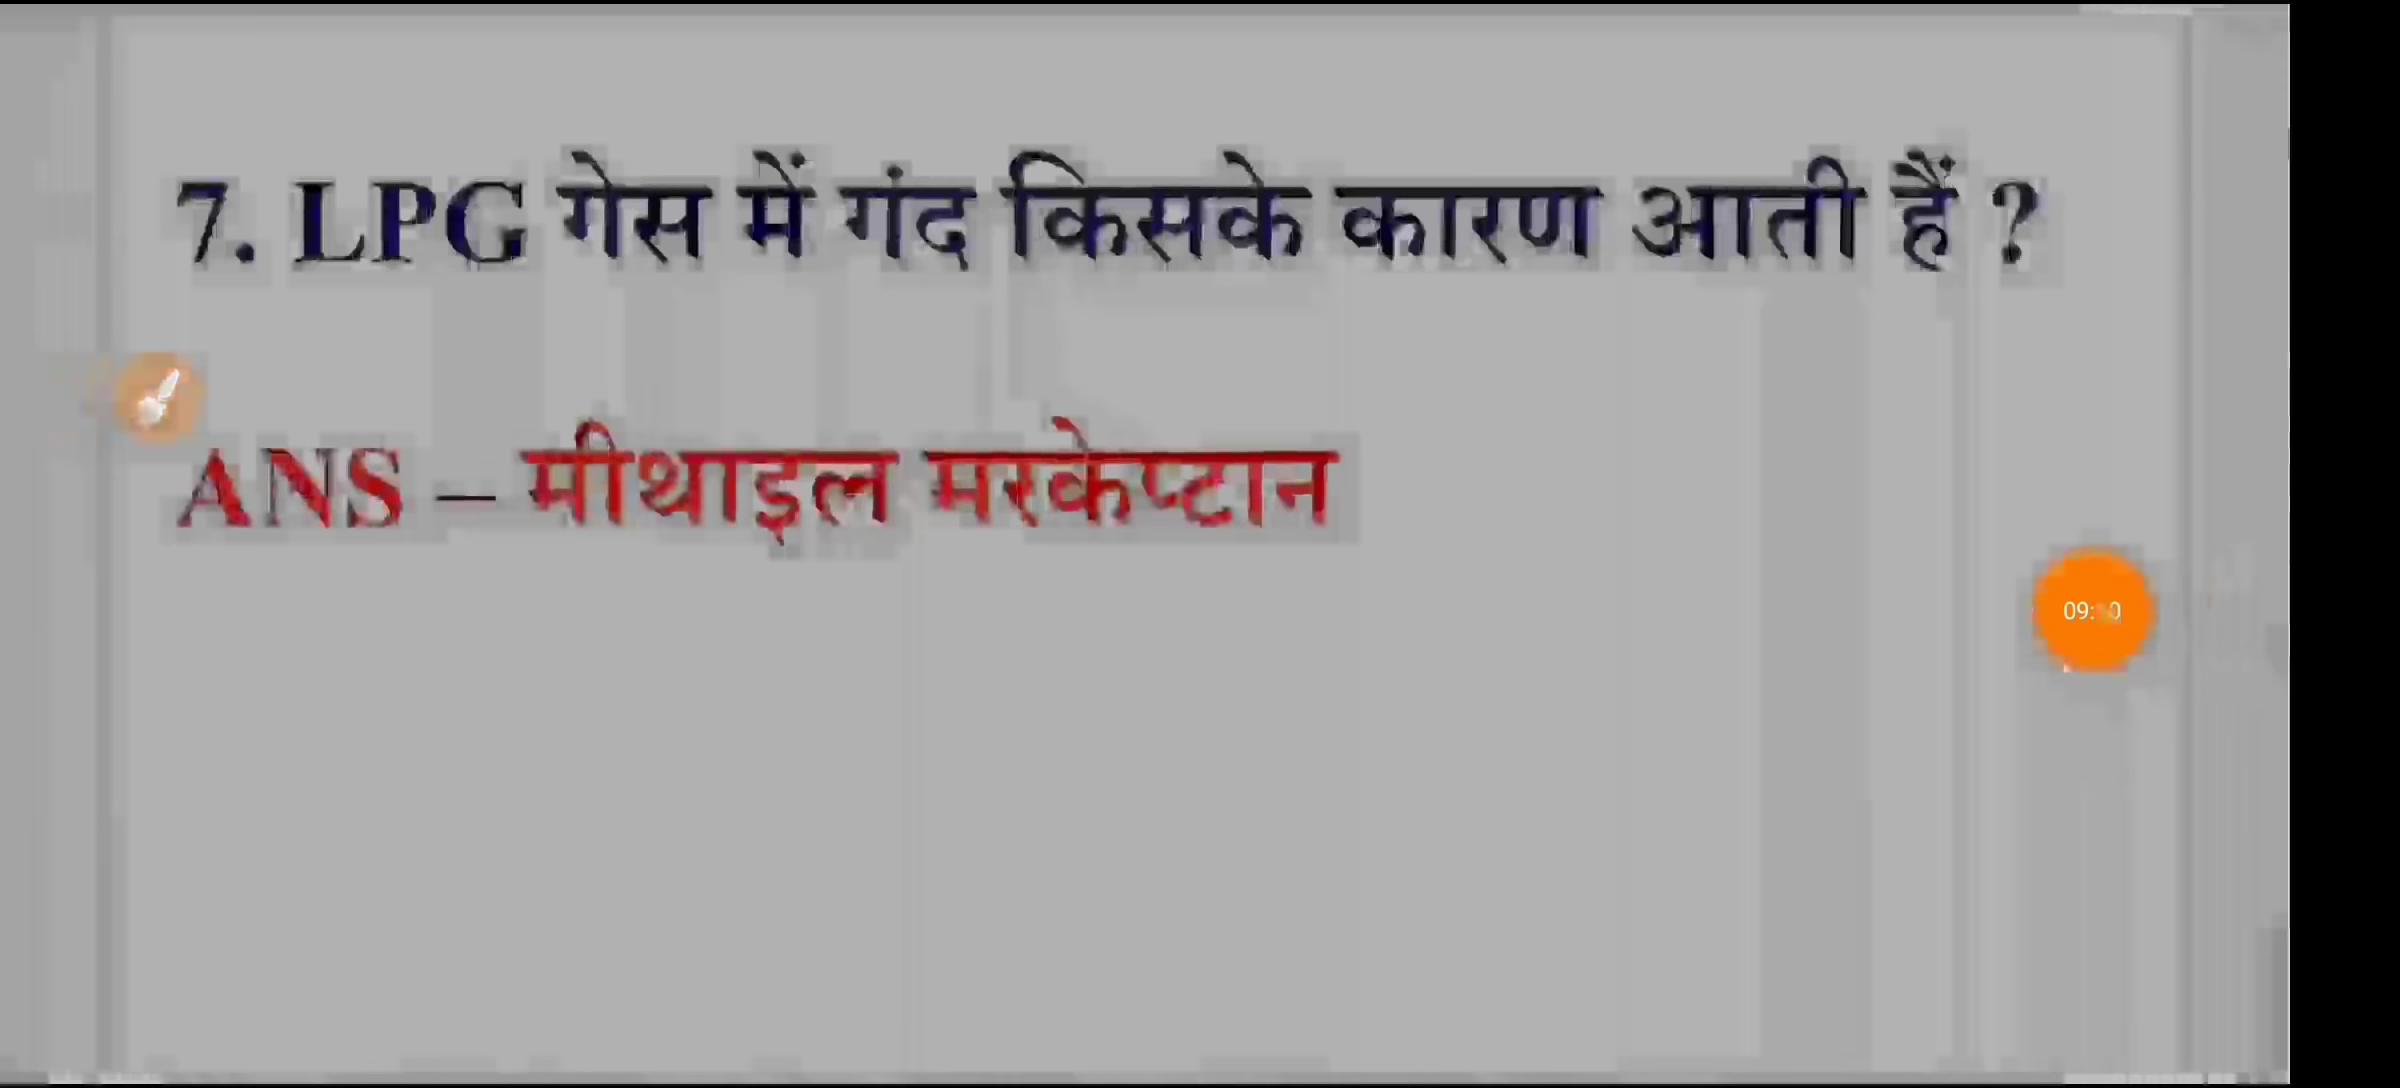 7. LPG गेस में गंद किसके कारण आती हैं ?
ANS – मीथाइल मरकेप्टान